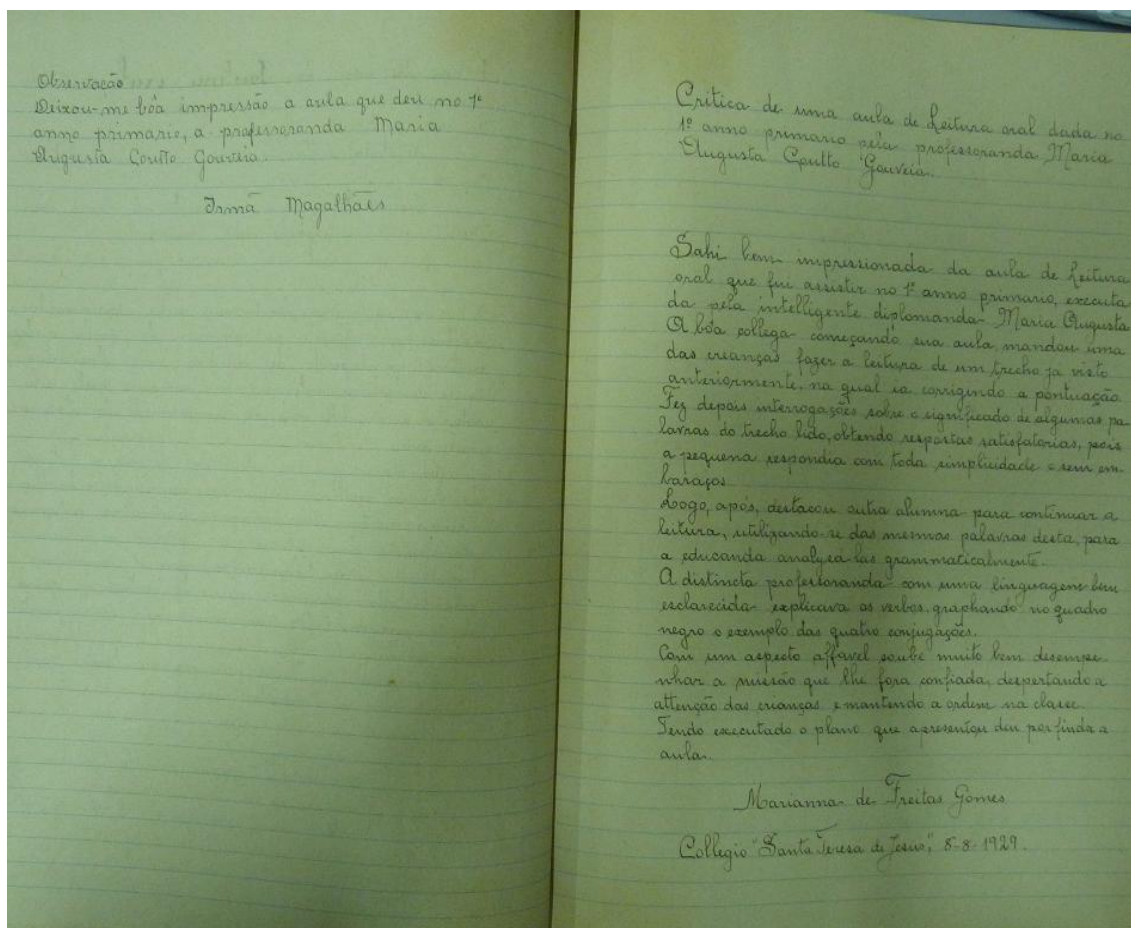 Observação
Deixou-me bôa impressão a aula que deu no 1º
anno primario, a professoranda Maria
Augusta Coutto Gouveia.
Irmã Magalhães
Critica de uma aula de Leitura oral dada no
1º anno primario pela professoranda, Maria
Augusta Coutto Gouveia.
Sahi bem impressionada da aula de Leitura
oral que fui assistir no 1º anno primario, executa
da pela intelligente diplomanda Maria Augusta
A bôa collega começando sua aula, mandou uma
das creanças fazer a leitura de um trecho ja visto
anteriormente, na qual ia corrigindo a pontuação
Fez depois interrogações sobre o significado de algumas pa
lavras do trecho lido, obtendo respostas satisfatorias, pois
a pequena respondia com toda simplicidade e sem em-
baraços.
Logo, após, destacou outra alumna para continuar a
leitura, utilizando-se das mesmas palavras desta, para
a educanda analysá-las grammaticalmente.
A distincta professoranda com uma linguagem bem
esclarecida explicava os verbos, graphando no quadro
negro o exemplo das quatro conjugações.
Com um aspecto affavel soube muito bem desempe-
nhar a missão que lhe fora confiada, despertando a
attenção das creanças e mantendo a ordem na classe.
Tendo executado o plano que apresentou deu por finda a
aula.
Marianna de Freitas Gomes
Collegio "Santa Teresa de Jesus", 8-8-1929.